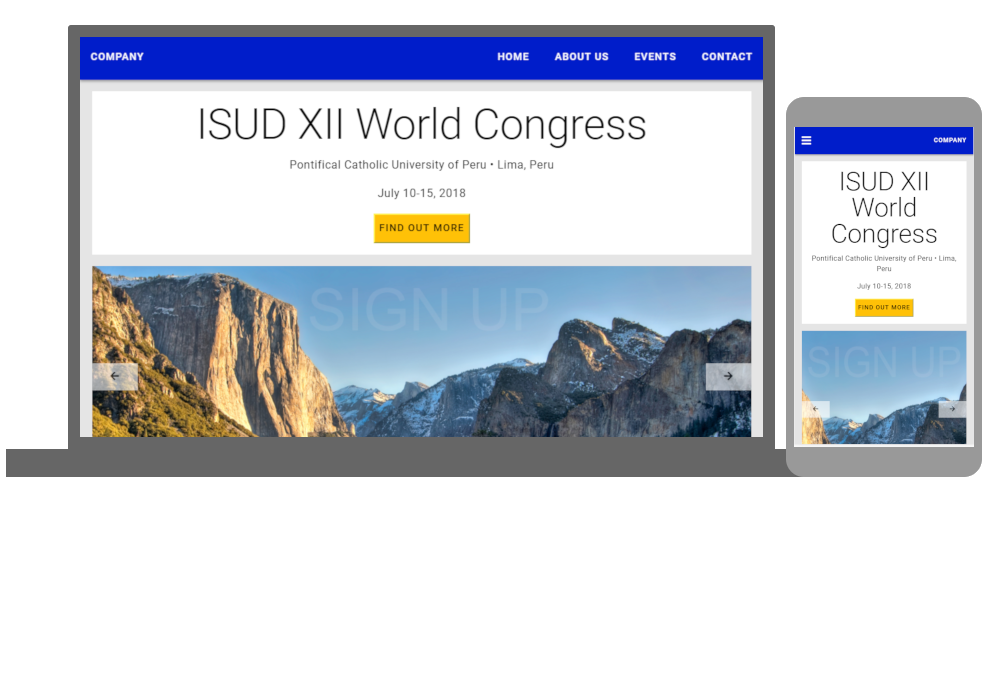 COMPANY HOME ABOUT US EVENTS CONTACT
ISUD XII World Congress
Pontifical Catholic University of Peru • Lima, Peru
July 10-15, 2018
FIND OUT MORE
SIGN UP
COMPANY
ISUD XII
World
Congress
Pontifical Catholic University of Peru • Lima,
Peru
July 10-15, 2018
FIND OUT MORE
SIGN UP